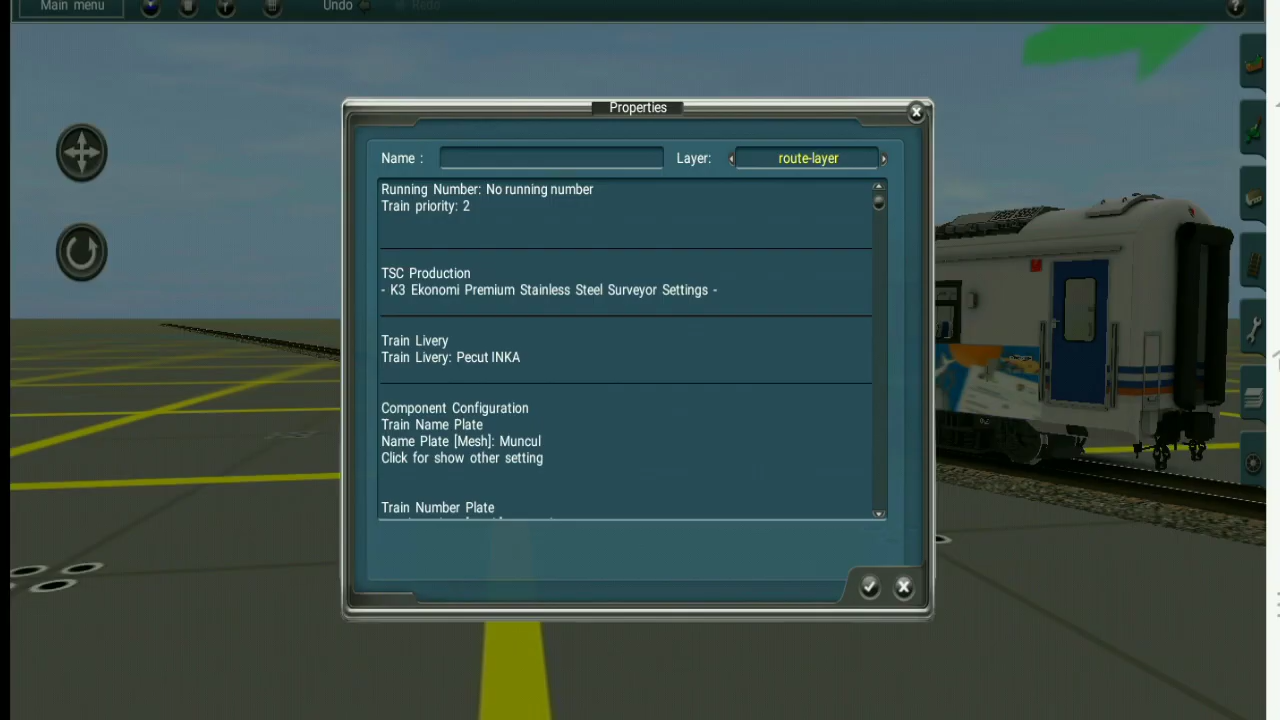 Main menu
Undo
Redo
?
Properties
Name :
Layer:
route-layer
Running Number: No running number
Train priority: 2
TSC Production
- K3 Ekonomi Premium Stainless Steel Surveyor Settings -
Train Livery
Train Livery: Pecut INKA
Component Configuration
Train Name Plate
Name Plate [Mesh]: Muncul
Click for show other setting
Train Number Plate